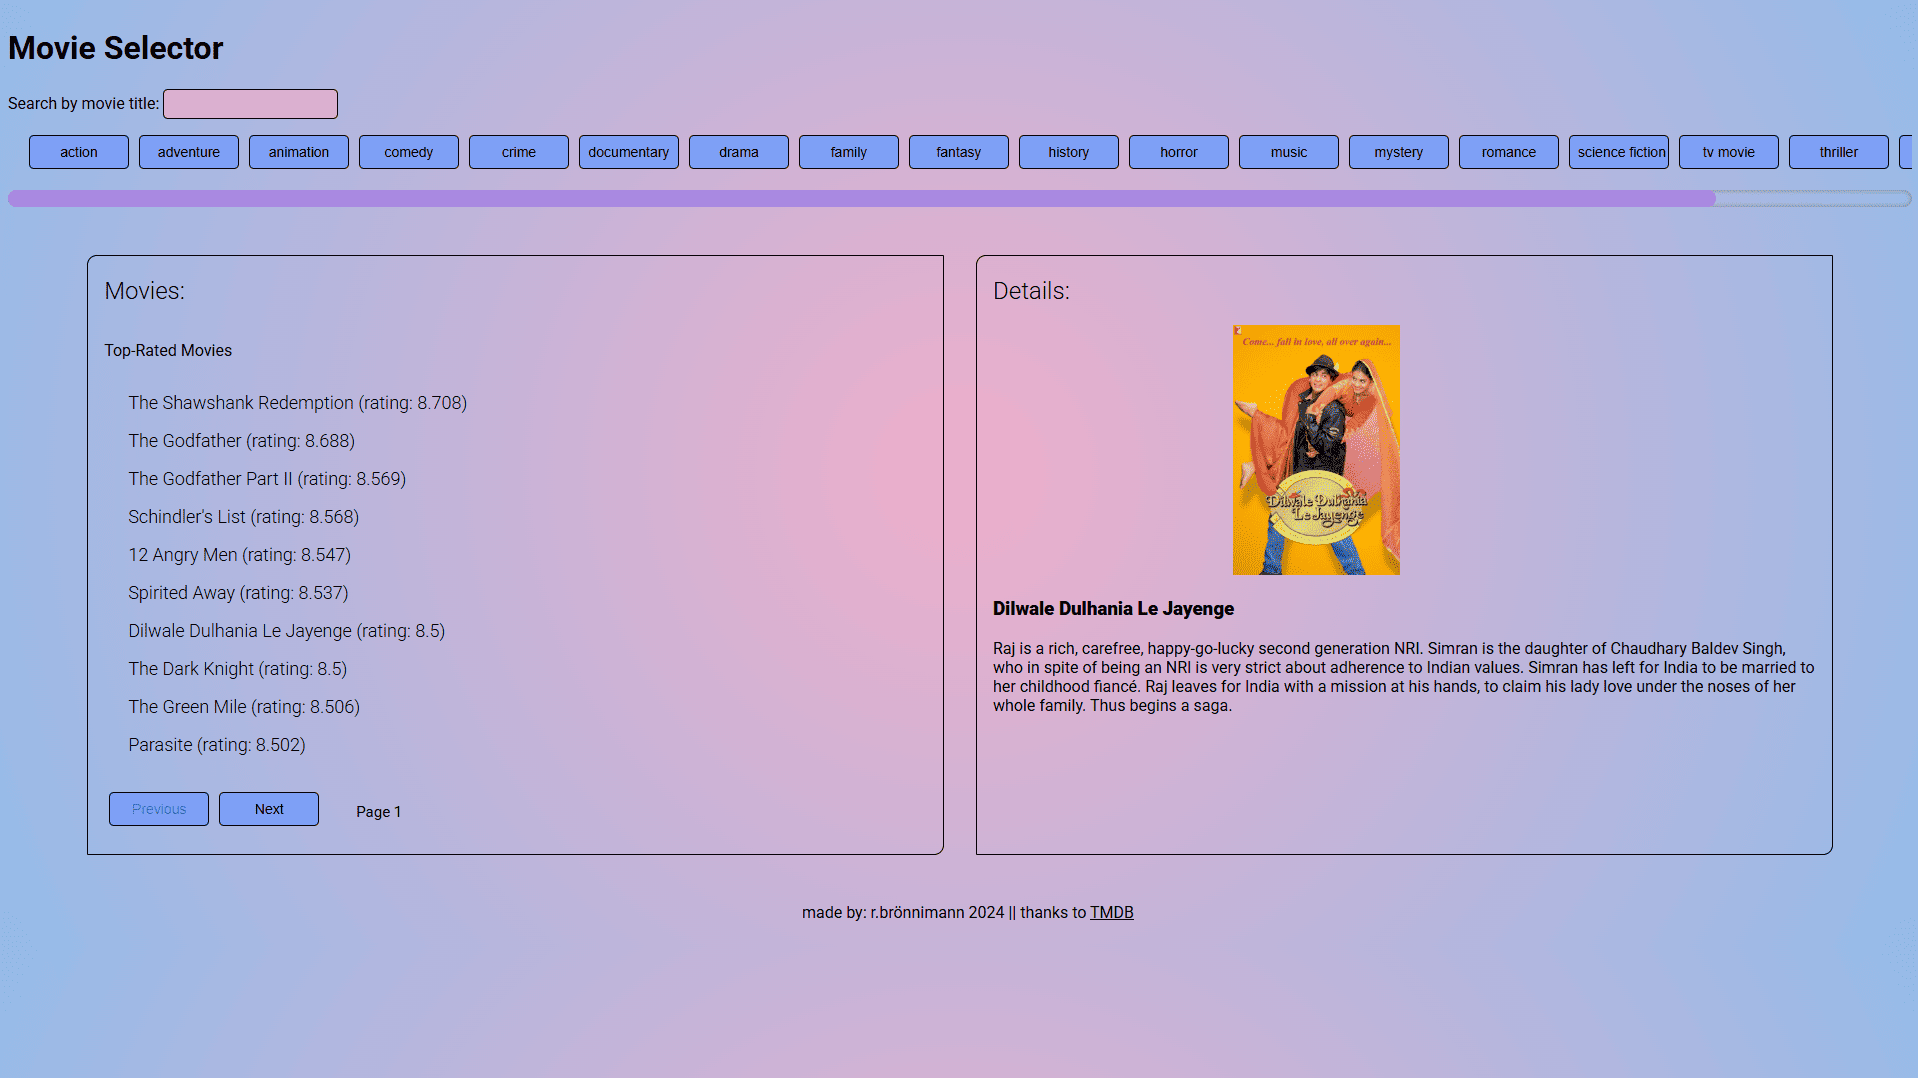 Movie Selector
Search by movie title:
action adventure animation comedy crime documentary drama family fantasy history horror music mystery romance science fiction tv movie thriller
Movies:
Top-Rated Movies
The Shawshank Redemption (rating: 8.708)
The Godfather (rating: 8.688)
The Godfather Part II (rating: 8.569)
Schindler's List (rating: 8.568)
12 Angry Men (rating: 8.547)
Spirited Away (rating: 8.537)
Dilwale Dulhania Le Jayenge (rating: 8.5)
The Dark Knight (rating: 8.5)
The Green Mile (rating: 8.506)
Parasite (rating: 8.502)
Previous Next Page 1
Details:
Come... fall in love, all over again...
Dilwale Dulhania
Le Jayenge
Dilwale Dulhania Le Jayenge
Raj is a rich, carefree, happy-go-lucky second generation NRI. Simran is the daughter of Chaudhary Baldev Singh,
who in spite of being an NRI is very strict about adherence to Indian values. Simran has left for India to be married to
her childhood fiancé. Raj leaves for India with a mission at his hands, to claim his lady love under the noses of her
whole family. Thus begins a saga.
made by: r.brönnimann 2024 || thanks to TMDB